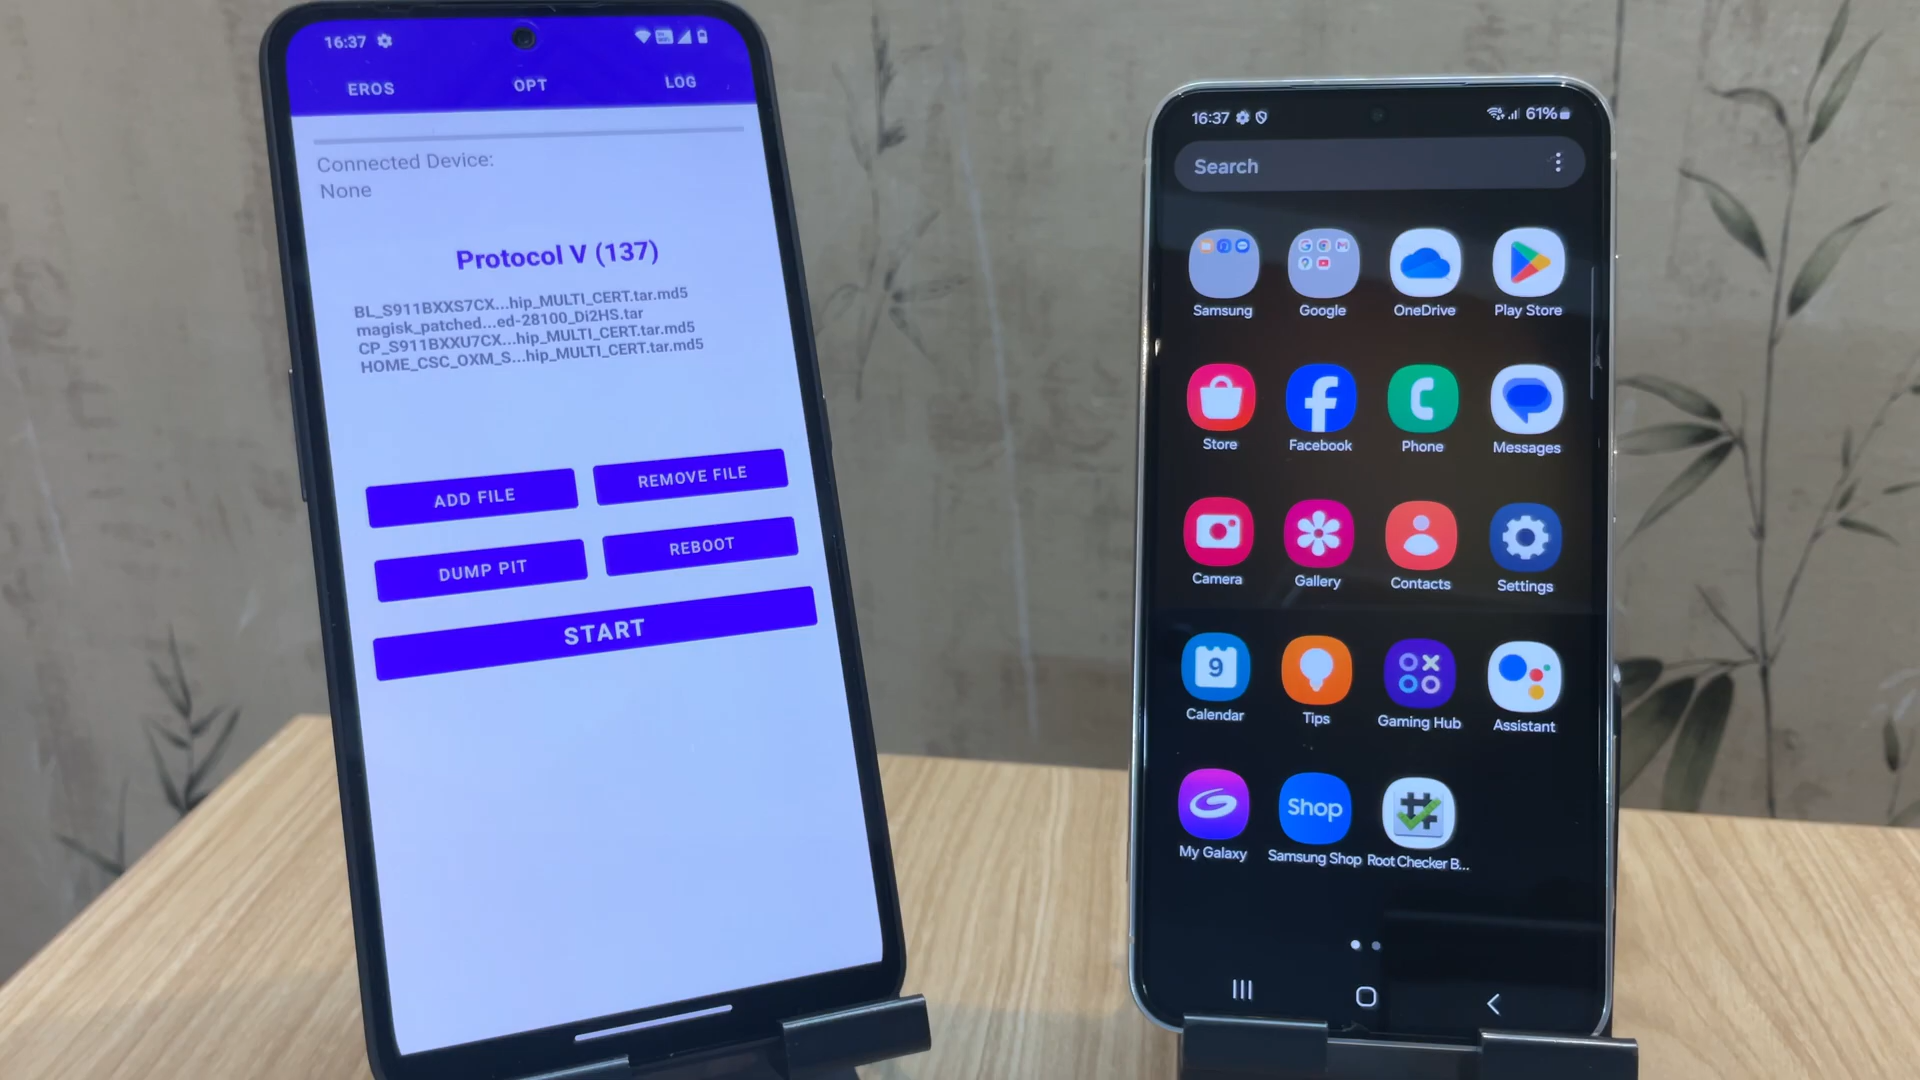 16:37
EROS OPT LOG
Connected Device:
None
Protocol V (137)
BL_S911BXXS7CX...hip_MULTI_CERT.tar.md5
magisk_patched...ed-28100_Di2HS.tar
CP_S911BXXU7CX...hip_MULTI_CERT.tar.md5
HOME_CSC_OXM_S...hip_MULTI_CERT.tar.md5
ADD FILE REMOVE FILE
DUMP PIT REBOOT
START
16:37 61%
Search
Samsung Google OneDrive Play Store
Store Facebook Phone Messages
Camera Gallery Contacts Settings
9
Calendar Tips Gaming Hub Assistant
Shop
My Galaxy Samsung Shop Root Checker B...